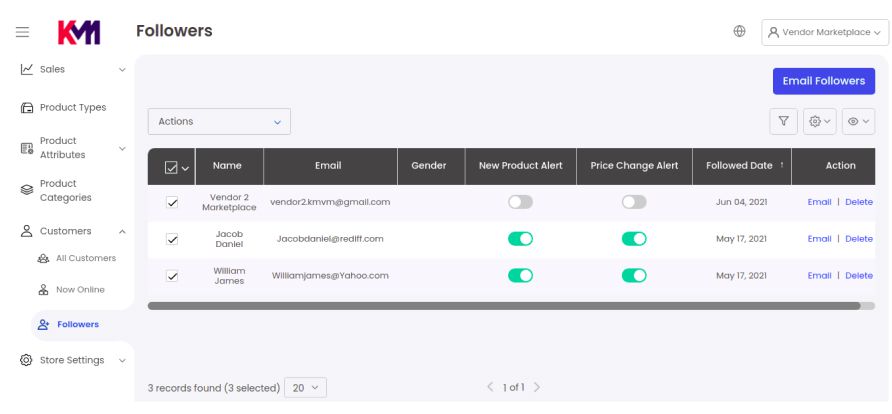 KM
Followers
Vendor Marketplace
Sales
Product Types
Product
Attributes
Product
Categories
Customers
All Customers
Now Online
Followers
Store Settings
Email Followers
Actions
Name Email Gender New Product Alert Price Change Alert Followed Date ↑ Action
Vendor 2
Marketplace vendor2.kmvm@gmail.com Jun 04, 2021 Email | Delete
Jacob
Daniel Jacobdaniel@rediff.com May 17, 2021 Email | Delete
William
James Williamjames@Yahoo.com May 17, 2021 Email | Delete
3 records found (3 selected) 20 < 1 of 1 >